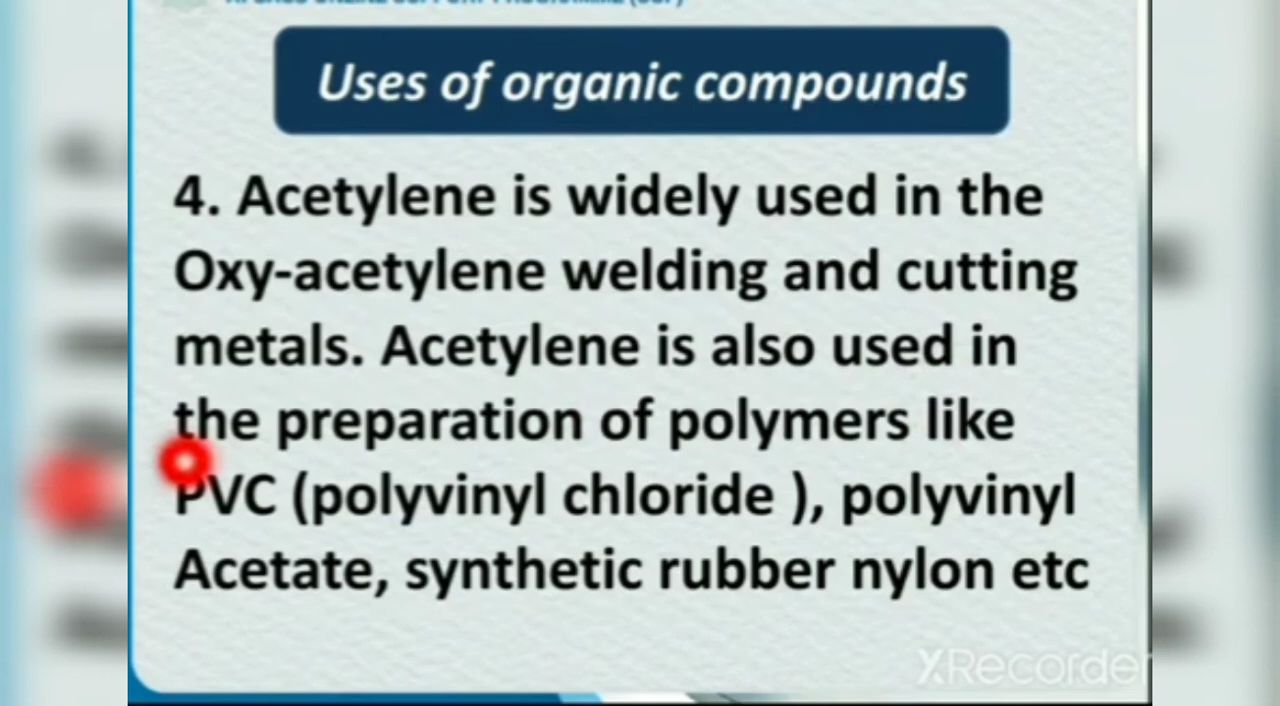 Uses of organic compounds
4. Acetylene is widely used in the
Oxy-acetylene welding and cutting
metals. Acetylene is also used in
the preparation of polymers like
PVC (polyvinyl chloride ), polyvinyl
Acetate, synthetic rubber nylon etc
XRecorder